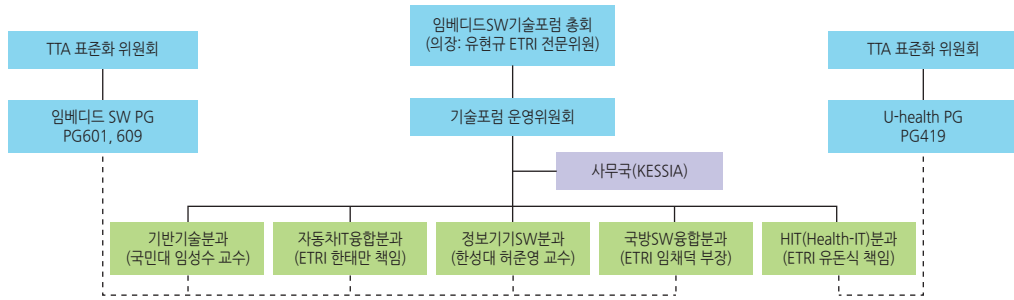 임베디드SW기술포럼 총회
(의장: 유현규 ETRI 전문위원)
TTA 표준화 위원회
TTA 표준화 위원회
임베디드 SW PG
PG601, 609
기술포럼 운영위원회
U-health PG
PG419
사무국(KESSIA)
기반기술분과
(국민대 임성수 교수)
자동차IT융합분과
(ETRI 한태만 책임)
정보기기SW분과
(한성대 허준영 교수)
국방SW융합분과
(ETRI 임채덕 부장)
HIT(Health-IT)분과
(ETRI 유돈식 책임)